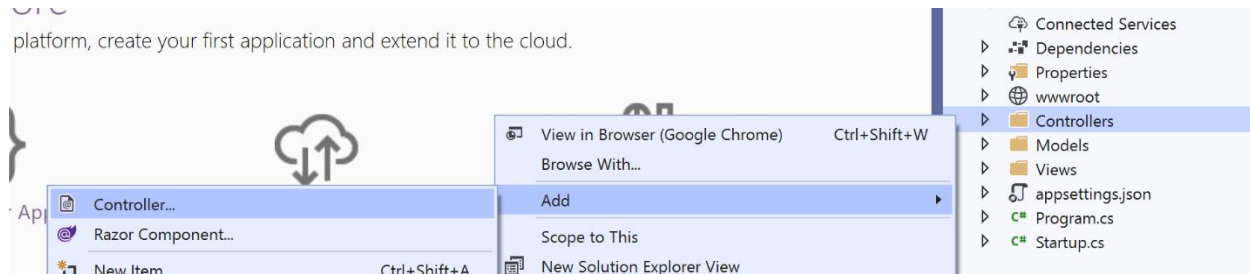 platform, create your first application and extend it to the cloud.
View in Browser (Google Chrome) Ctrl+Shift+W
Browse With...
Add
Scope to This
New Solution Explorer View
Controller...
Razor Component...
New Item Ctrl+Shift+A
Connected Services
Dependencies
Properties
wwwroot
Controllers
Models
Views
appsettings.json
C# Program.cs
C# Startup.cs